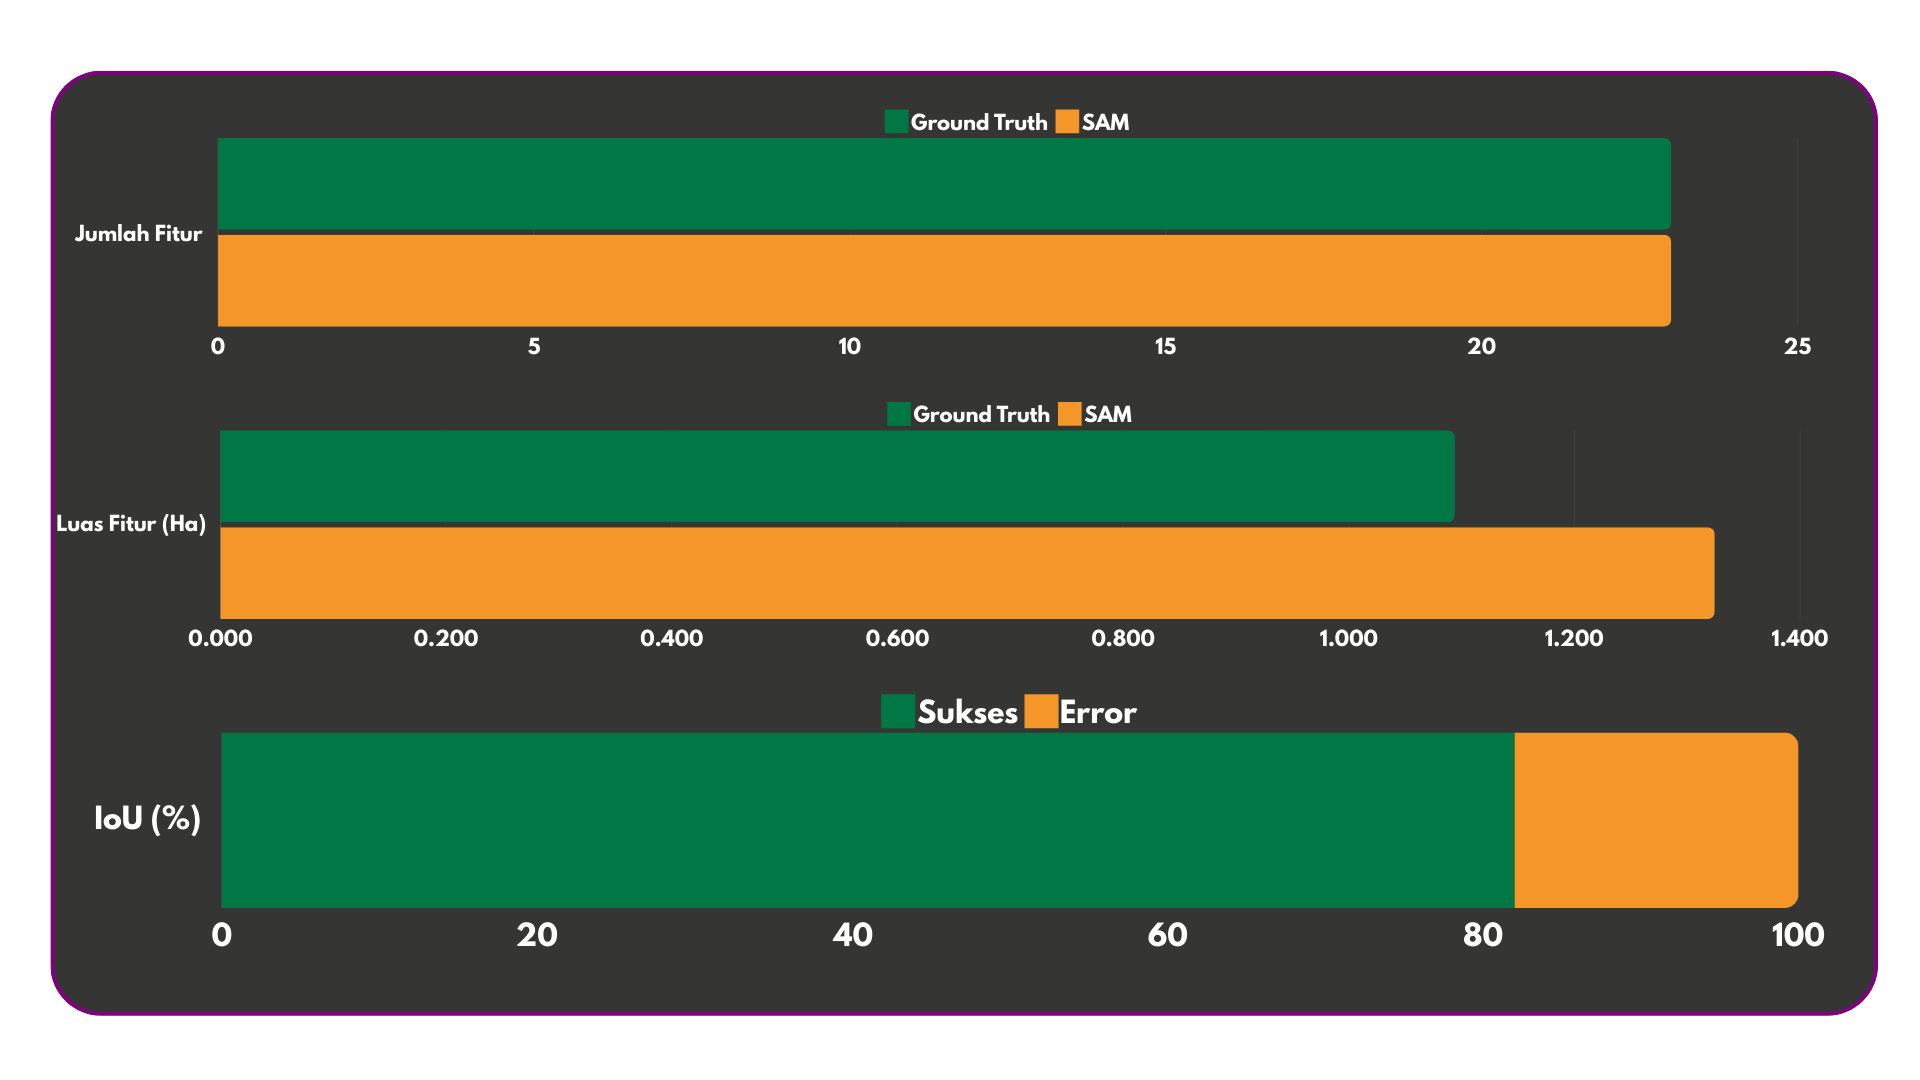 Ground Truth SAM
Jumlah Fitur
0 5 10 15 20 25
Ground Truth SAM
Luas Fitur (Ha)
0.000 0.200 0.400 0.600 0.800 1.000 1.200 1.400
Sukses Error
IoU (%)
0 20 40 60 80 100